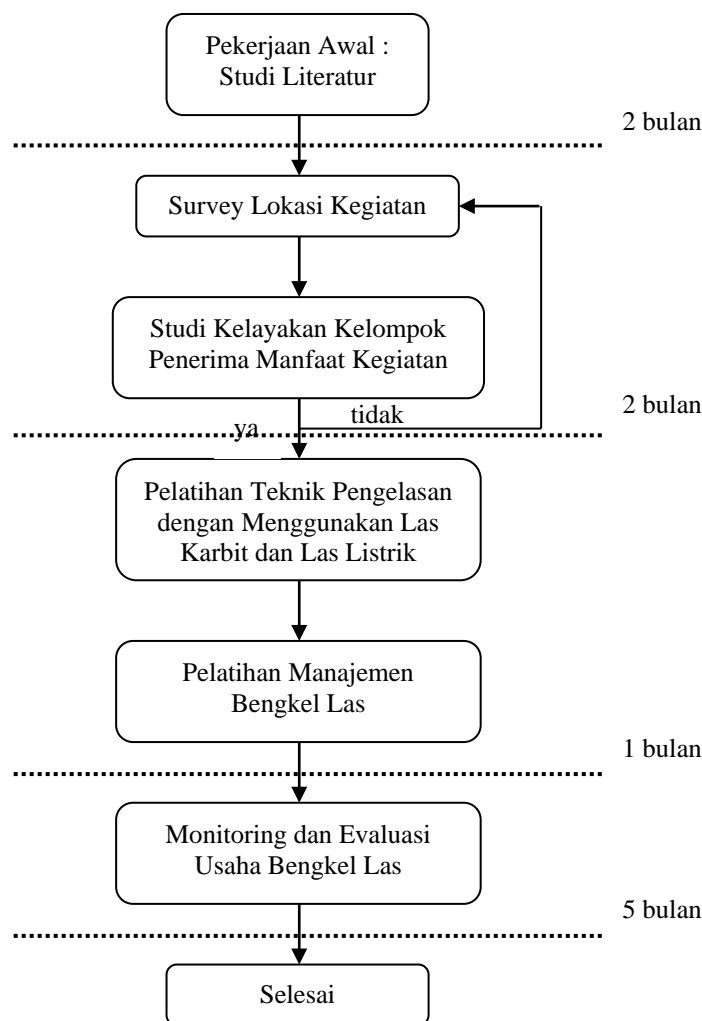 Pekerjaan Awal :
Studi Literatur
2 bulan
Survey Lokasi Kegiatan
Studi Kelayakan Kelompok
Penerima Manfaat Kegiatan
2 bulan
tidak
ya
Pelatihan Teknik Pengelasan
dengan Menggunakan Las
Karbit dan Las Listrik
Pelatihan Manajemen
Bengkel Las
1 bulan
Monitoring dan Evaluasi
Usaha Bengkel Las
5 bulan
Selesai